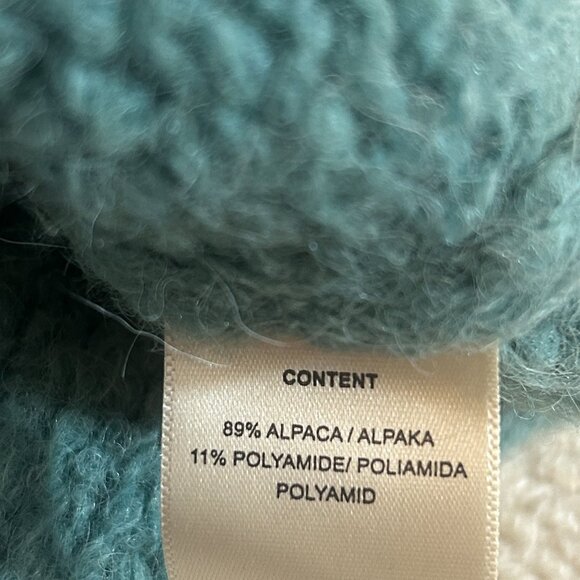 CONTENT
89% ALPACA / ALPAKA
11% POLYAMIDE/ POLIAMIDA
POLYAMID